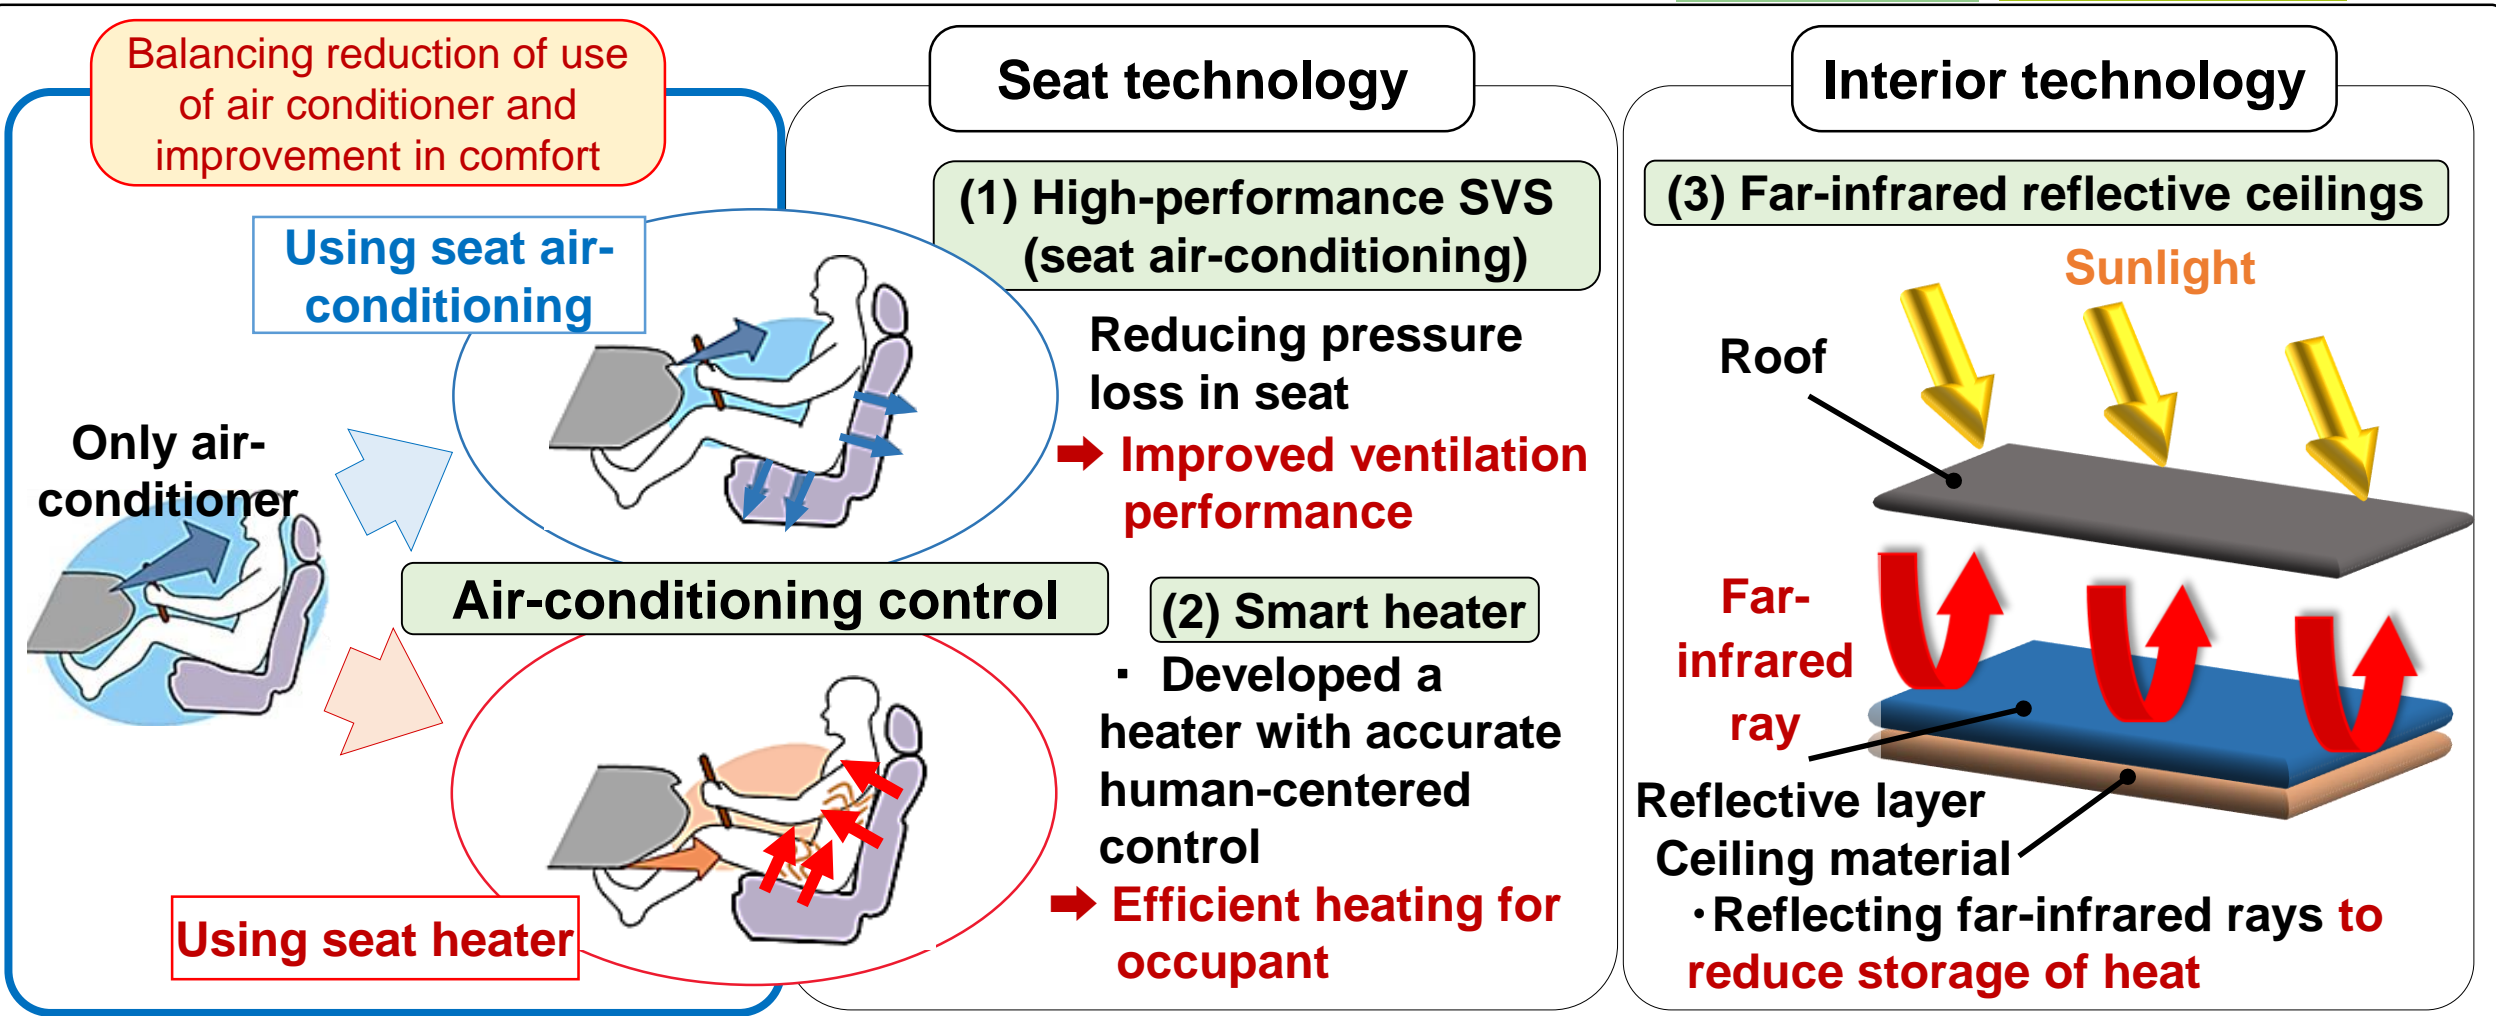 Balancing reduction of use
of air conditioner and
improvement in comfort
Using seat air-
conditioning
Only air-
conditioner
Air-conditioning control
Using seat heater
Seat technology
(1) High-performance SVS
(seat air-conditioning)
Reducing pressure
loss in seat
➡ Improved ventilation
performance
(2) Smart heater
・ Developed a
heater with accurate
human-centered
control
➡ Efficient heating for
occupant
Interior technology
(3) Far-infrared reflective ceilings
Sunlight
Roof
Far-
infrared
ray
Reflective layer
Ceiling material
・Reflecting far-infrared rays to
reduce storage of heat